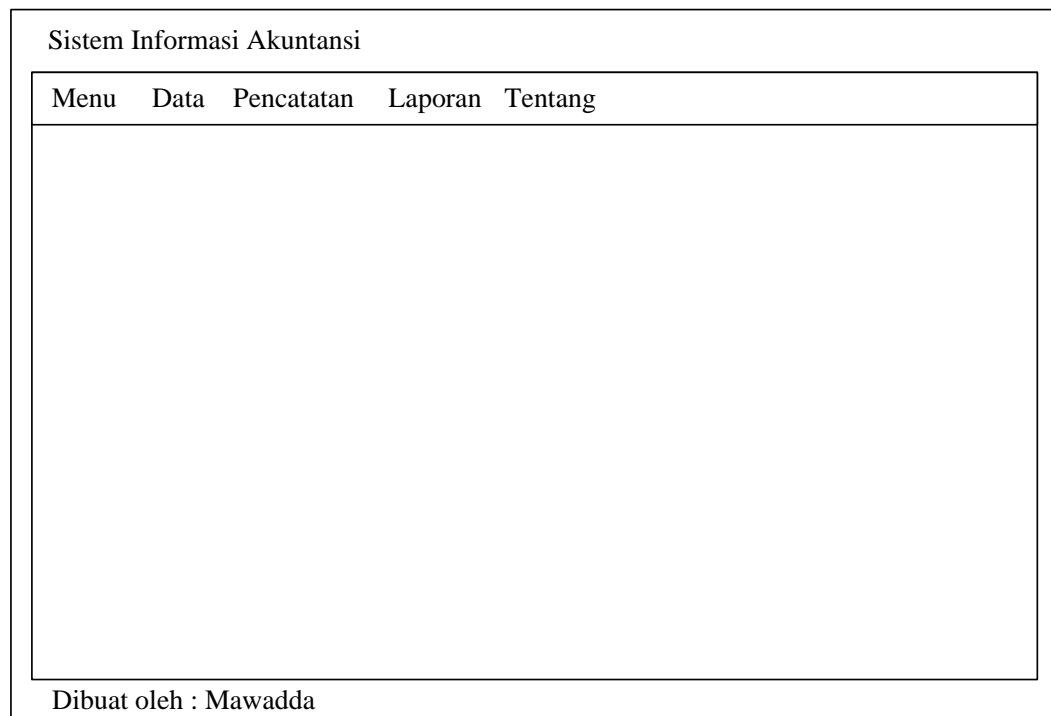 Sistem Informasi Akuntansi
Menu Data Pencatatan Laporan Tentang
Dibuat oleh : Mawadda